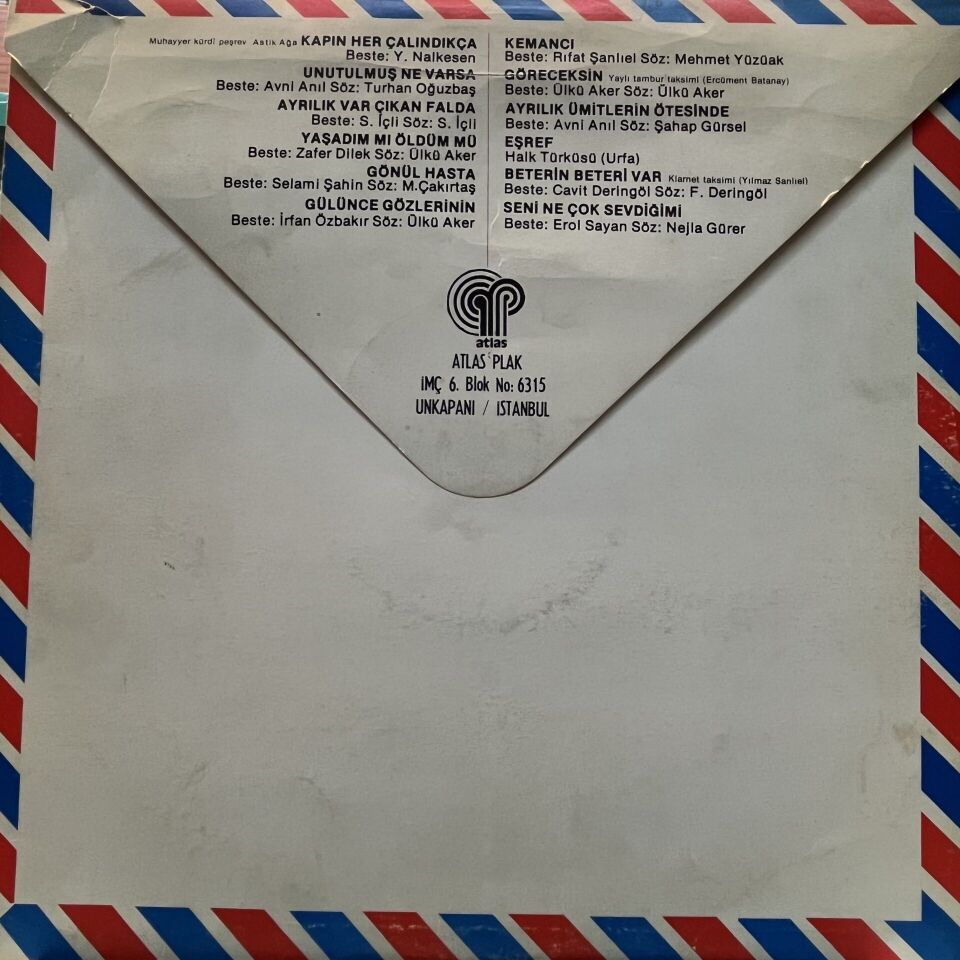 Muhayyer kürdi peşrev Astik Ağa KAPIN HER ÇALINDIKÇA
Beste: Y. Nalkesen
UNUTULMUŞ NE VARSA
Beste: Avni Anıl Söz: Turhan Oğuzbaş
AYRILIK VAR ÇIKAN FALDA
Beste: S. İçli Söz: S. İçli
YAŞADIM MI ÖLDÜM MÜ
Beste: Zafer Dilek Söz: Ülkü Aker
GÖNÜL HASTA
Beste: Selami Şahin Söz: M.Çakırtaş
GÜLÜNCE GÖZLERİNİN
Beste: İrfan Özbakır Söz: Ülkü Aker
KEMANCI
Beste: Rıfat Şanlıel Söz: Mehmet Yüzüak
GÖRECEKSİN Yaylı tambur taksimi (Ercüment Batanay)
Beste: Ülkü Aker Söz: Ülkü Aker
AYRILIK ÜMİTLERİN ÖTESİNDE
Beste: Avni Anıl Söz: Şahap Gürsel
EŞREF
Halk Türküsü (Urfa)
BETERİN BETERİ VAR Klarnet taksimi (Yılmaz Şanlıel)
Beste: Cavit Deringöl Söz: F. Deringöl
SENİ NE ÇOK SEVDİĞİMİ
Beste: Erol Sayan Söz: Nejla Gürer
atlas
ATLAS PLAK
İMÇ 6. Blok No: 6315
UNKAPANI / ISTANBUL